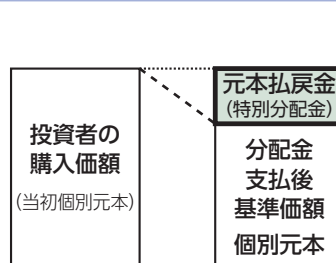 投資者の
購入価額
(当初個別元本)
元本払戻金
(特別分配金)
分配金
支払後
基準価額
個別元本